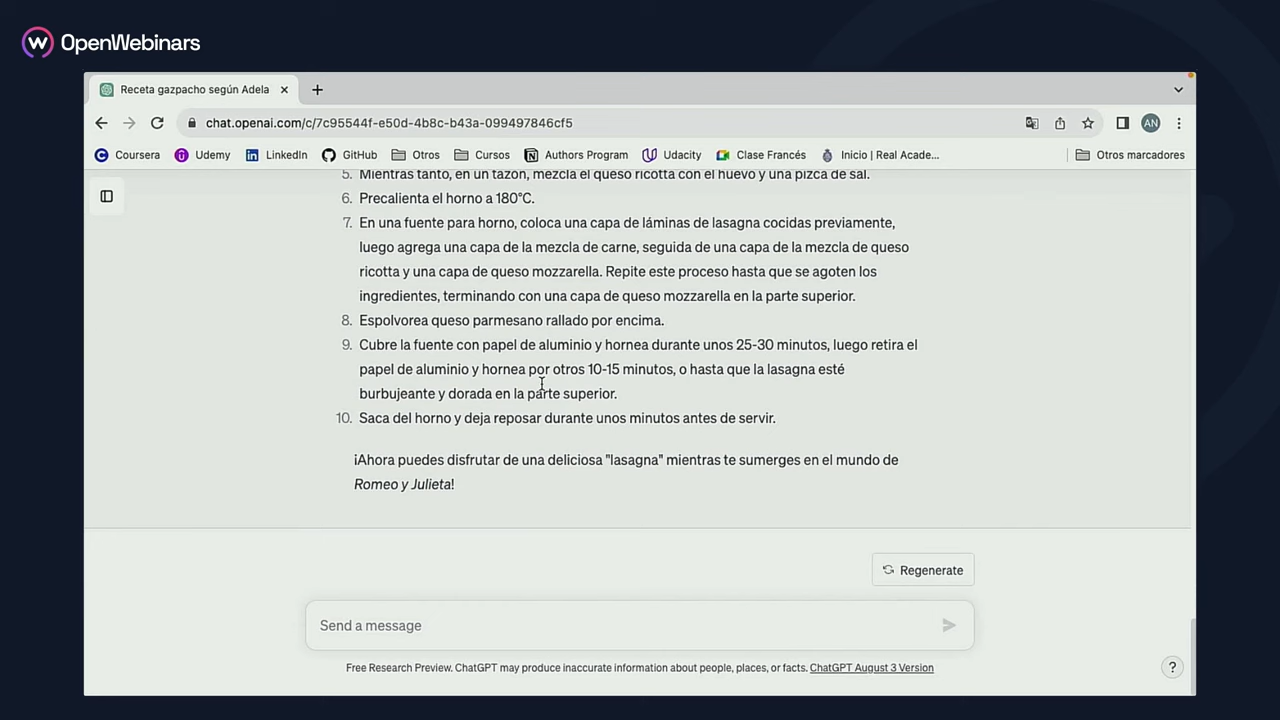 OpenWebinars
Receta gazpacho según Adela
chat.openai.com/c/7c95544f-e50d-4b8c-b43a-099497846cf5
AN
Coursera Udemy LinkedIn GitHub Otros Cursos Authors Program Udacity Clase Francés Inicio | Real Acade... Otros marcadores
5. Mientras tanto, en un tazón, mezcla el queso ricotta con el huevo y una pizca de sal.
6. Precalienta el horno a 180°C.
7. En una fuente para horno, coloca una capa de láminas de lasagna cocidas previamente,
luego agrega una capa de la mezcla de carne, seguida de una capa de la mezcla de queso
ricotta y una capa de queso mozzarella. Repite este proceso hasta que se agoten los
ingredientes, terminando con una capa de queso mozzarella en la parte superior.
8. Espolvorea queso parmesano rallado por encima.
9. Cubre la fuente con papel de aluminio y hornea durante unos 25-30 minutos, luego retira el
papel de aluminio y hornea por otros 10-15 minutos, o hasta que la lasagna esté
burbujeante y dorada en la parte superior.
10. Saca del horno y deja reposar durante unos minutos antes de servir.
¡Ahora puedes disfrutar de una deliciosa "lasagna" mientras te sumerges en el mundo de
Romeo y Julieta!
Regenerate
Send a message
Free Research Preview. ChatGPT may produce inaccurate information about people, places, or facts. ChatGPT August 3 Version
?